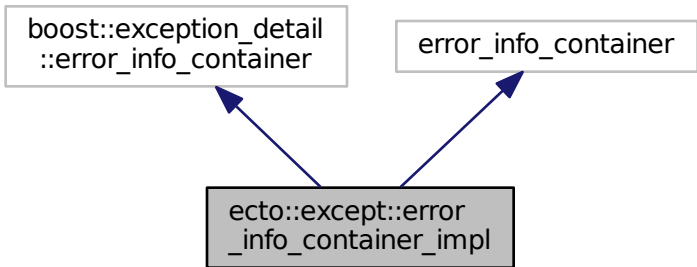 boost::exception_detail
::error_info_container
error_info_container
ecto::except::error
_info_container_impl